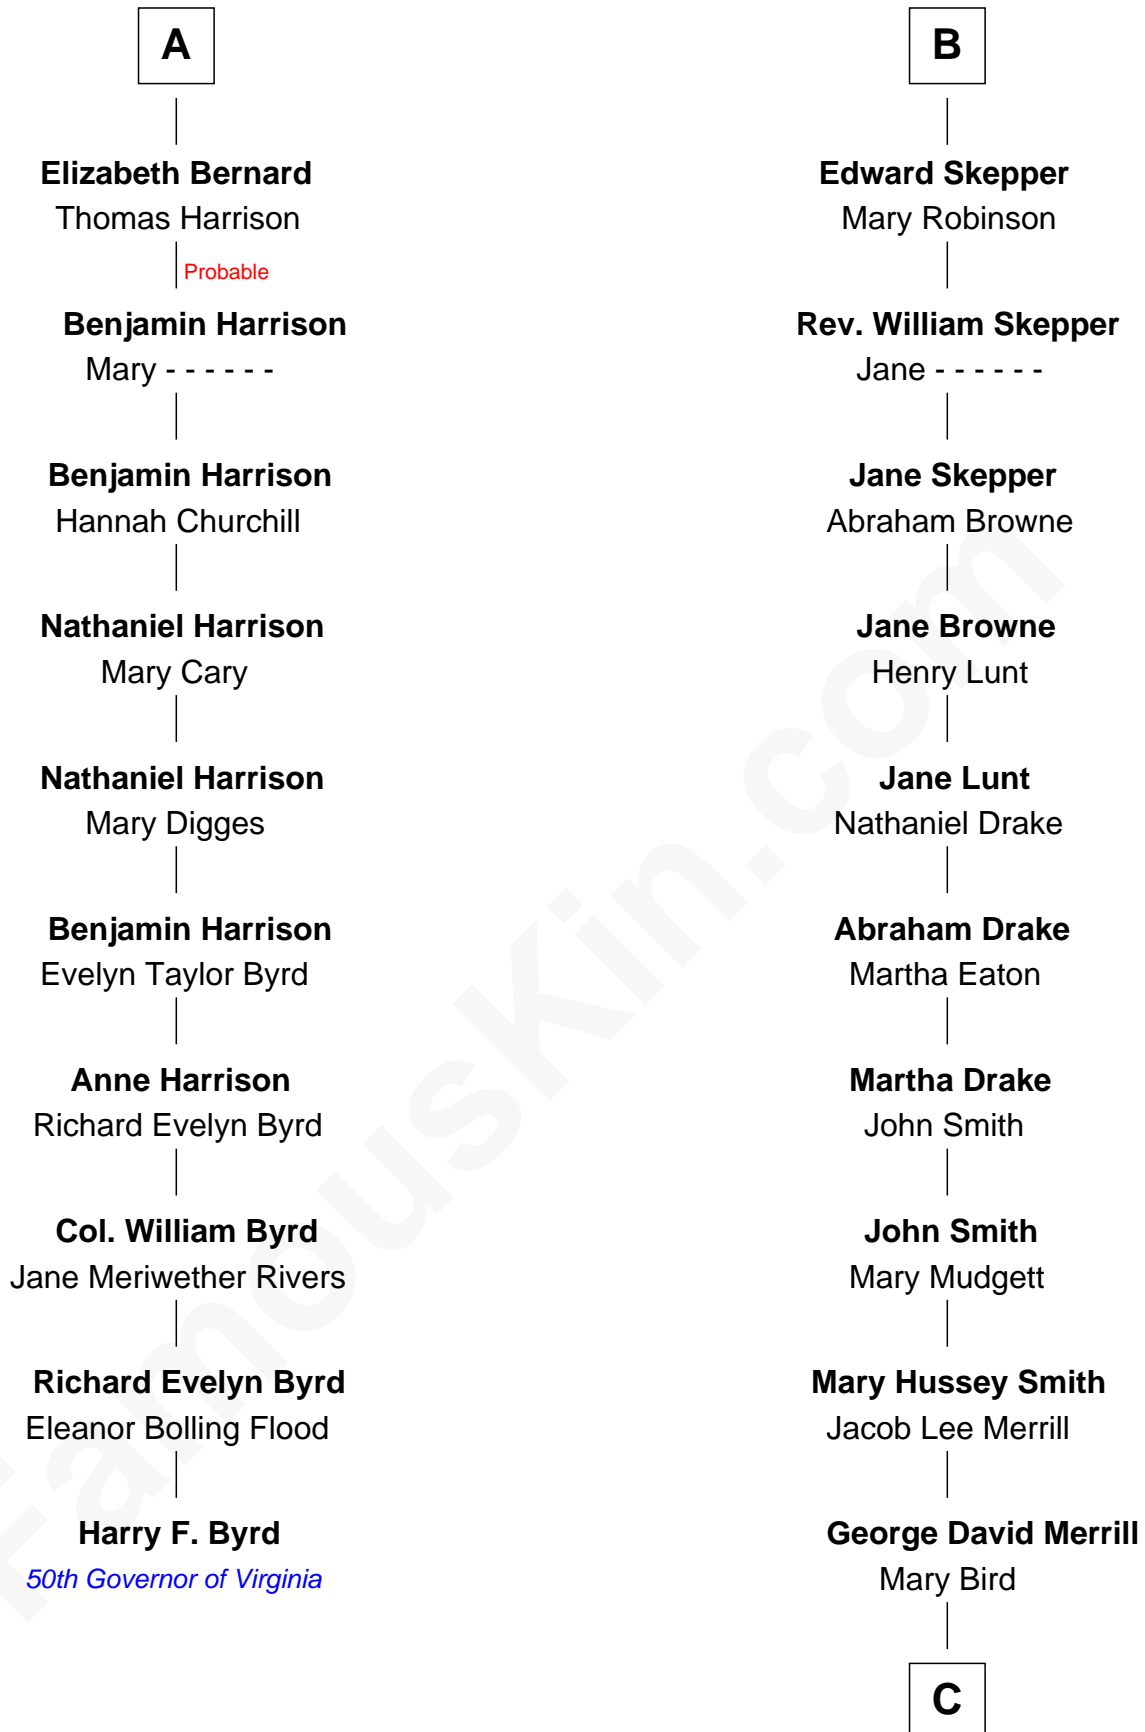 A
Elizabeth Bernard
Thomas Harrison
Probable
Benjamin Harrison
Mary - - - - - -
Benjamin Harrison
Hannah Churchill
Nathaniel Harrison
Mary Cary
Nathaniel Harrison
Mary Digges
Benjamin Harrison
Evelyn Taylor Byrd
Anne Harrison
Richard Evelyn Byrd
Col. William Byrd
Jane Meriwether Rivers
Richard Evelyn Byrd
Eleanor Bolling Flood
Harry F. Byrd
50th Governor of Virginia
B
Edward Skepper
Mary Robinson
Rev. William Skepper
Jane - - - - - -
Jane Skepper
Abraham Browne
Jane Browne
Henry Lunt
Jane Lunt
Nathaniel Drake
Abraham Drake
Martha Eaton
Martha Drake
John Smith
John Smith
Mary Mudgett
Mary Hussey Smith
Jacob Lee Merrill
George David Merrill
Mary Bird
C
FamousKin.com